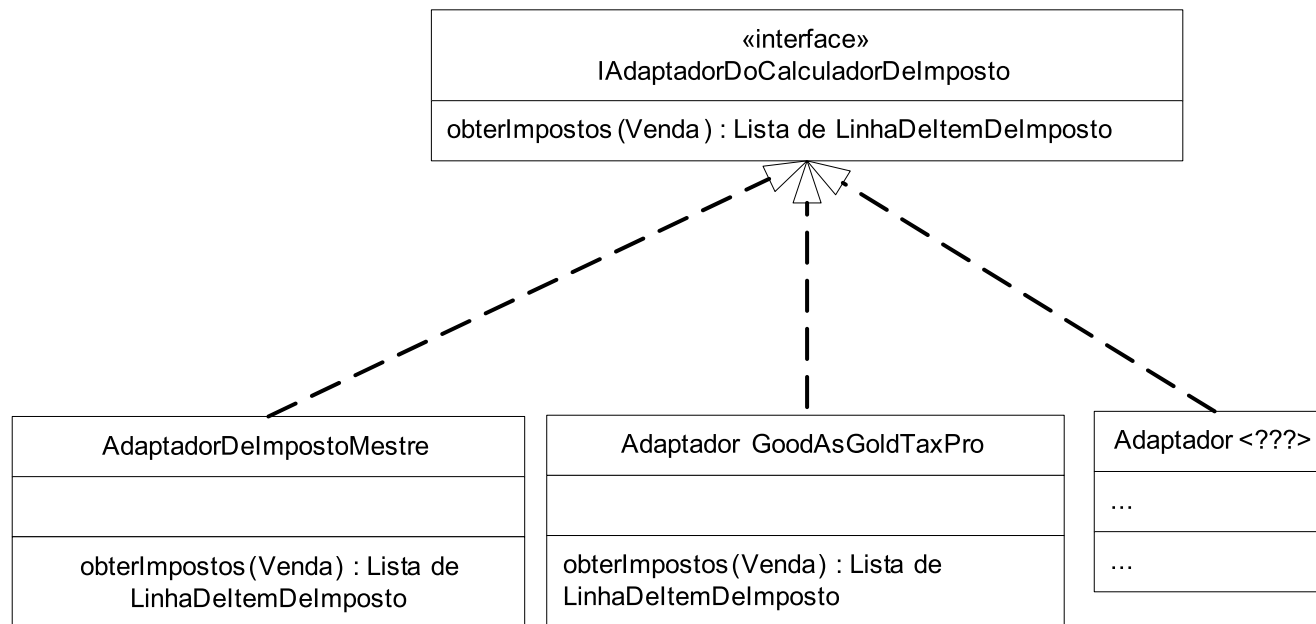 «interface»
IAdaptadorDoCalculadorDeImposto
obterImpostos(Venda) : Lista de LinhaDeItemDeImposto
AdaptadorDeImpostoMestre
obterImpostos(Venda) : Lista de
LinhaDeItemDeImposto
Adaptador GoodAsGoldTaxPro
obterImpostos(Venda) : Lista de
LinhaDeItemDeImposto
Adaptador <???>
...
...